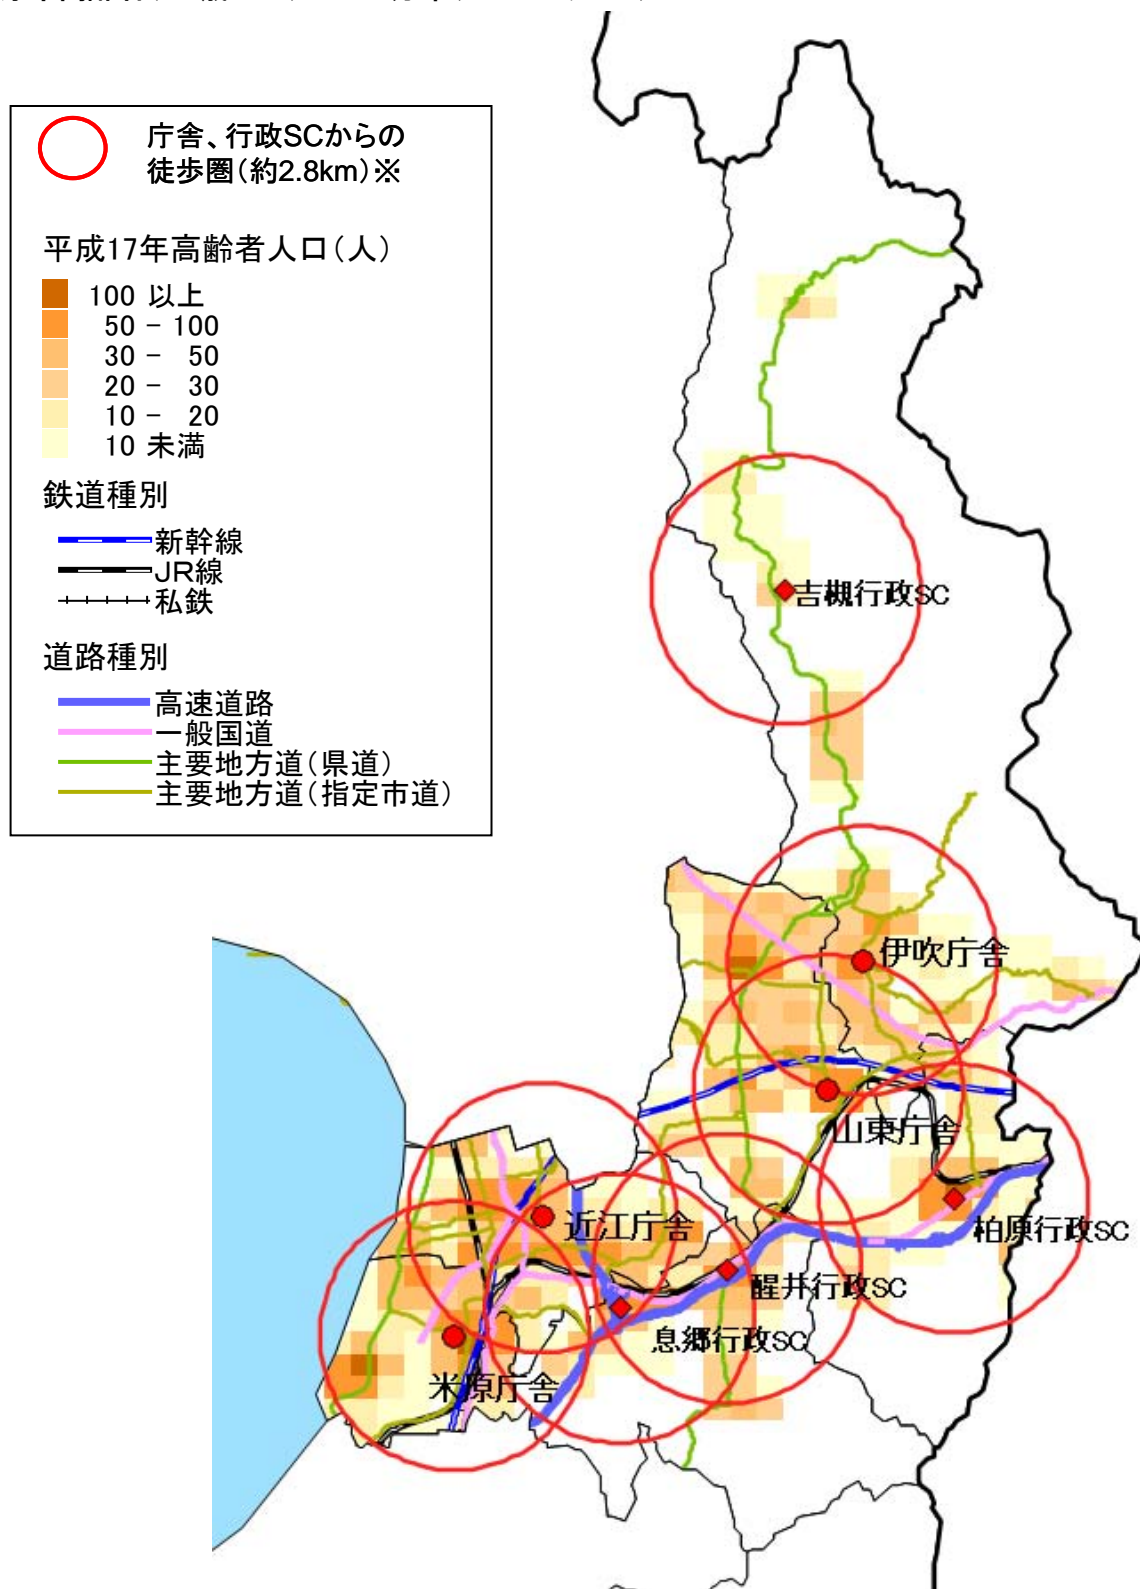 庁舎、行政SCからの
徒歩圏(約2.8km)※
平成17年高齢者人口(人)
100 以上
50 - 100
30 - 50
20 - 30
10 - 20
10 未満
鉄道種別
新幹線
JR線
私鉄
道路種別
高速道路
一般国道
主要地方道(県道)
主要地方道(指定市道)
吉槻行政SC
伊吹庁舎
山東庁舎
柏原行政SC
近江庁舎
醒井行政SC
息郷行政SC
米原庁舎